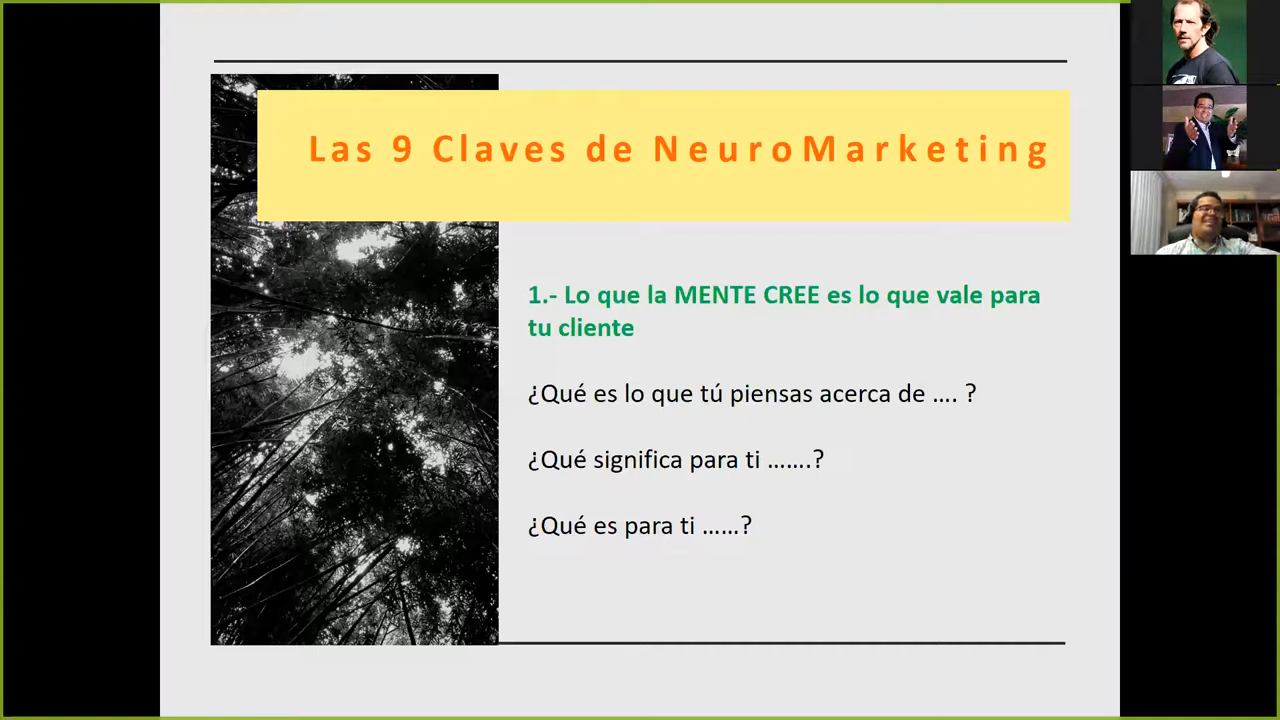 Las 9 Claves de NeuroMarketing
1.- Lo que la MENTE CREE es lo que vale para
tu cliente
¿Qué es lo que tú piensas acerca de .... ?
¿Qué significa para ti .......?
¿Qué es para ti ......?